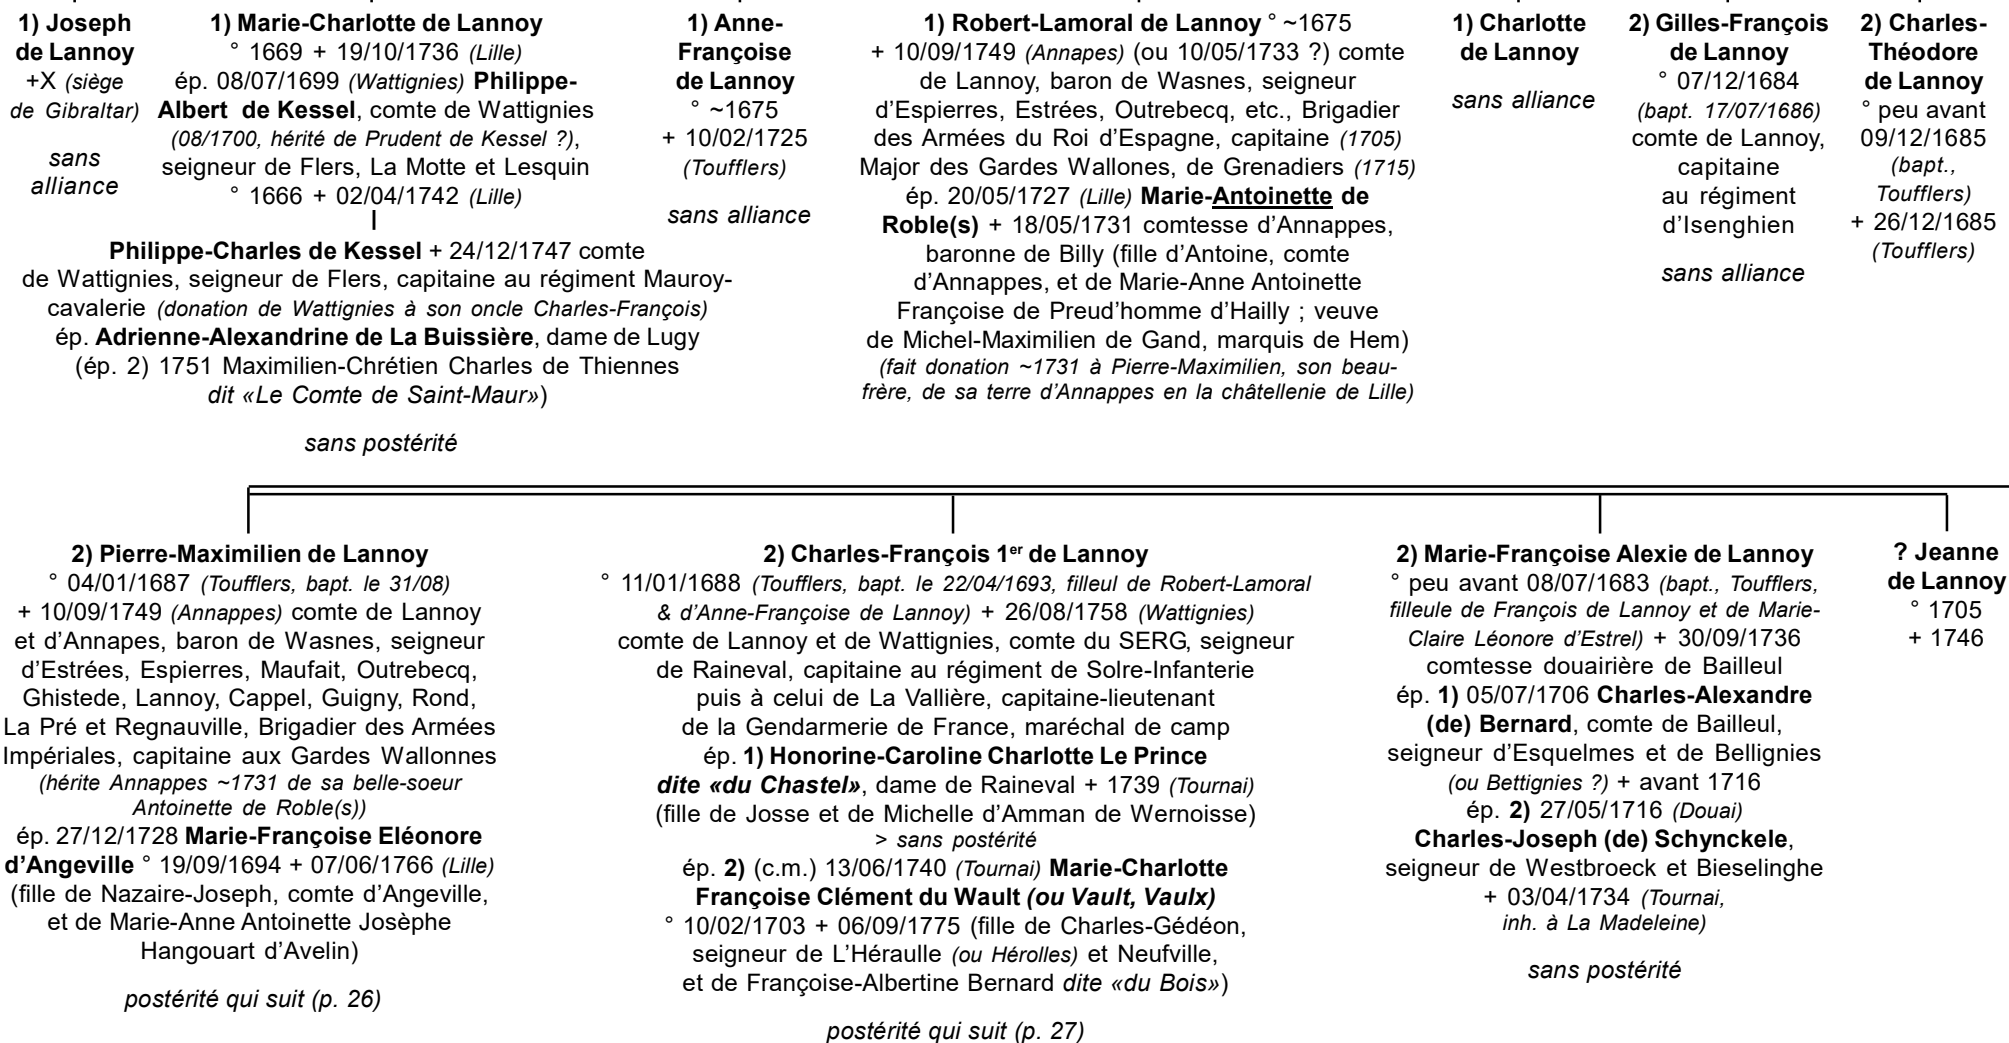 1) Joseph
de Lannoy
+X (siège
de Gibraltar)
sans
alliance
1) Marie-Charlotte de Lannoy
° 1669 + 19/10/1736 (Lille)
ép. 08/07/1699 (Wattignies) Philippe-
Albert de Kessel, comte de Wattignies
(08/1700, hérité de Prudent de Kessel ?),
seigneur de Flers, La Motte et Lesquin
° 1666 + 02/04/1742 (Lille)
Philippe-Charles de Kessel + 24/12/1747 comte
de Wattignies, seigneur de Flers, capitaine au régiment Mauroy-
cavalerie (donation de Wattignies à son oncle Charles-François)
ép. Adrienne-Alexandrine de La Buissière, dame de Lugy
(ép. 2) 1751 Maximilien-Chrétien Charles de Thiennes
dit «Le Comte de Saint-Maur»)
sans postérité
1) Anne-
Françoise
de Lannoy
° ~1675
+ 10/02/1725
(Toufflers)
sans alliance
1) Robert-Lamoral de Lannoy ° ~1675
+ 10/09/1749 (Annapes) (ou 10/05/1733 ?) comte
de Lannoy, baron de Wasnes, seigneur
d'Espierres, Estrées, Outrebecq, etc., Brigadier
des Armées du Roi d'Espagne, capitaine (1705)
Major des Gardes Wallones, de Grenadiers (1715)
ép. 20/05/1727 (Lille) Marie-Antoinette de
Roble(s) + 18/05/1731 comtesse d'Annappes,
baronne de Billy (fille d'Antoine, comte
d'Annappes, et de Marie-Anne Antoinette
Françoise de Preud'homme d'Hailly ; veuve
de Michel-Maximilien de Gand, marquis de Hem)
(fait donation ~1731 à Pierre-Maximilien, son beau-
frère, de sa terre d'Annappes en la châtellenie de Lille)
1) Charlotte
de Lannoy
sans alliance
2) Gilles-François
de Lannoy
° 07/12/1684
(bapt. 17/07/1686)
comte de Lannoy,
capitaine
au régiment
d'Isenghien
sans alliance
2) Charles-
Théodore
de Lannoy
° peu avant
09/12/1685
(bapt.,
Toufflers)
+ 26/12/1685
(Toufflers)
2) Pierre-Maximilien de Lannoy
° 04/01/1687 (Toufflers, bapt. le 31/08)
+ 10/09/1749 (Annappes) comte de Lannoy
et d'Annapes, baron de Wasnes, seigneur
d'Estrées, Espierres, Maufait, Outrebecq,
Ghistede, Lannoy, Cappel, Guigny, Rond,
La Pré et Regnauville, Brigadier des Armées
Impériales, capitaine aux Gardes Wallonnes
(hérite Annappes ~1731 de sa belle-soeur
Antoinette de Roble(s))
ép. 27/12/1728 Marie-Françoise Eléonore
d'Angeville ° 19/09/1694 + 07/06/1766 (Lille)
(fille de Nazaire-Joseph, comte d'Angeville,
et de Marie-Anne Antoinette Josèphe
Hangouart d'Avelin)
postérité qui suit (p. 26)
2) Charles-François 1er de Lannoy
° 11/01/1688 (Toufflers, bapt. le 22/04/1693, filleul de Robert-Lamoral
& d'Anne-Françoise de Lannoy) + 26/08/1758 (Wattignies)
comte de Lannoy et de Wattignies, comte du SERG, seigneur
de Raineval, capitaine au régiment de Solre-Infanterie
puis à celui de La Vallière, capitaine-lieutenant
de la Gendarmerie de France, maréchal de camp
ép. 1) Honorine-Caroline Charlotte Le Prince
dite «du Chastel», dame de Raineval + 1739 (Tournai)
(fille de Josse et de Michelle d'Amman de Wernoisse)
> sans postérité
ép. 2) (c.m.) 13/06/1740 (Tournai) Marie-Charlotte
Françoise Clément du Wault (ou Vault, Vaulx)
° 10/02/1703 + 06/09/1775 (fille de Charles-Gédéon,
seigneur de L'Héraulle (ou Hérolles) et Neufville,
et de Françoise-Albertine Bernard dite «du Bois»)
postérité qui suit (p. 27)
2) Marie-Françoise Alexie de Lannoy
° peu avant 08/07/1683 (bapt., Toufflers,
filleule de François de Lannoy et de Marie-
Claire Léonore d'Estrel) + 30/09/1736
comtesse douairière de Bailleul
ép. 1) 05/07/1706 Charles-Alexandre
(de) Bernard, comte de Bailleul,
seigneur d'Esquelmes et de Bellignies
(ou Bettignies ?) + avant 1716
ép. 2) 27/05/1716 (Douai)
Charles-Joseph (de) Schynckele,
seigneur de Westbroeck et Bieselinghe
+ 03/04/1734 (Tournai,
inh. à La Madeleine)
sans postérité
? Jeanne
de Lannoy
° 1705
+ 1746